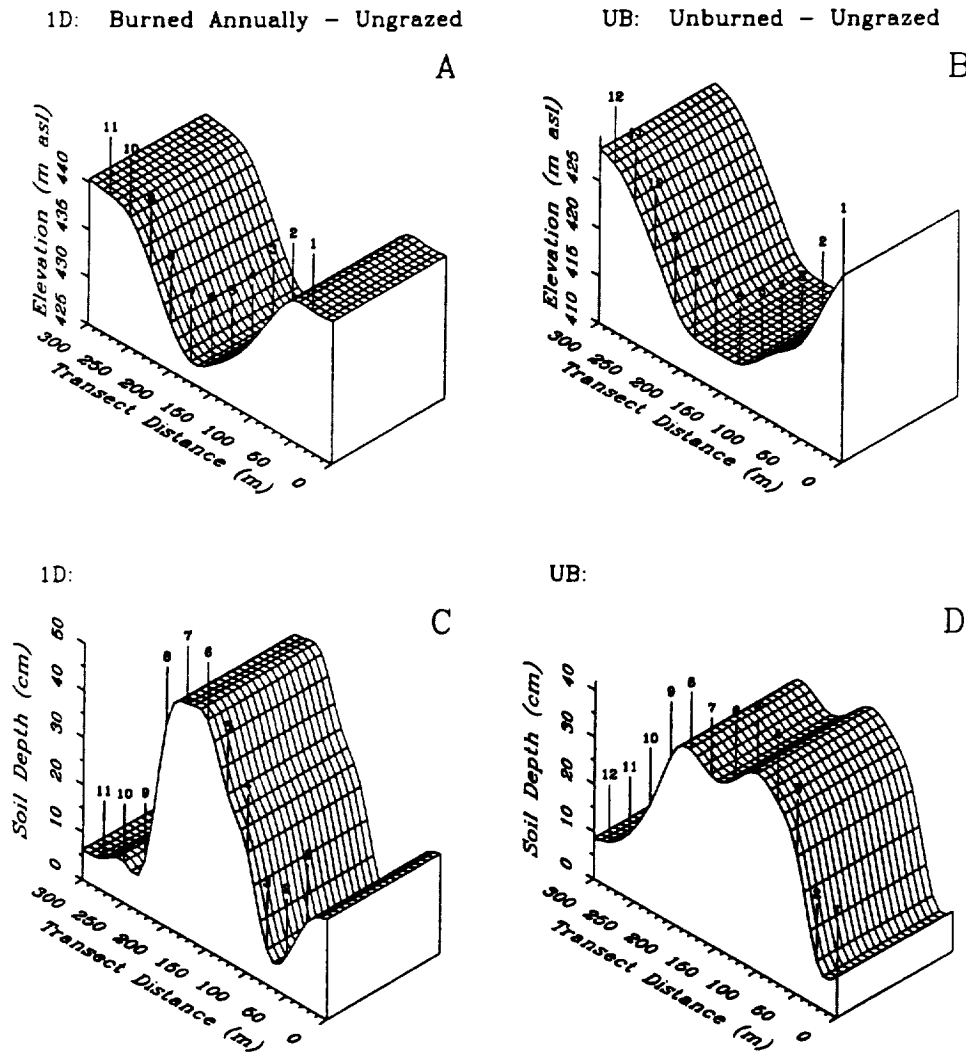 1D: Burned Annually - Ungrazed
UB: Unburned - Ungrazed
A
Elevation (m asl)
440
435
430
425
11
10
2
1
300 250 200 150 100 50 0
Transect Distance (m)
B
Elevation (m asl)
425
420
415
410
12
2
1
300 250 200 150 100 50 0
Transect Distance (m)
1D:
C
Soil Depth (cm)
50
40
30
20
10
0
11
10
9
8
7
6
300 250 200 150 100 50 0
Transect Distance (m)
UB:
D
Soil Depth (cm)
40
30
20
10
0
12
11
10
9
8
7
300 250 200 150 100 50 0
Transect Distance (m)